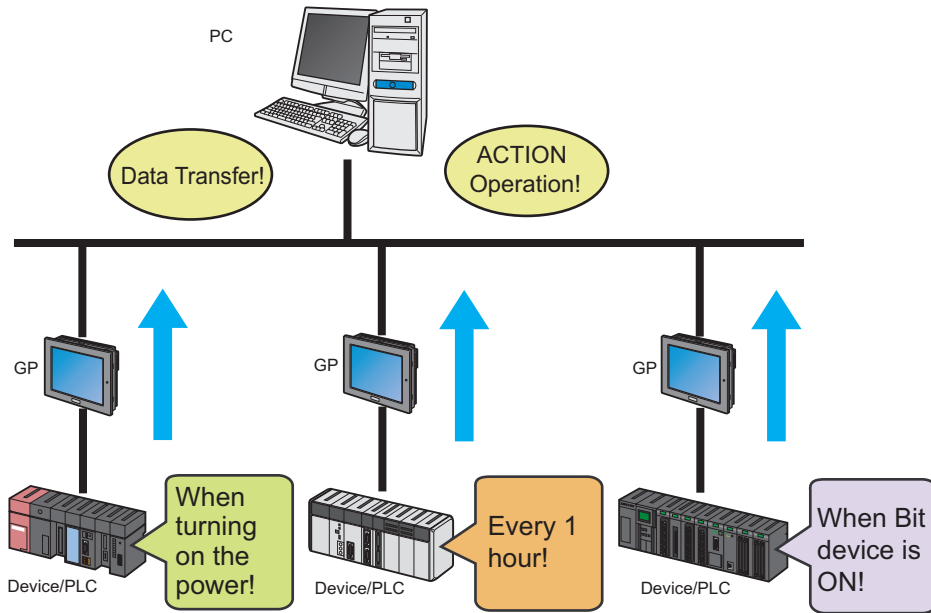 PC
Data Transfer!
ACTION
Operation!
GP
GP
GP
When
turning
on the
power!
Every 1
hour!
When Bit
device is
ON!
Device/PLC
Device/PLC
Device/PLC